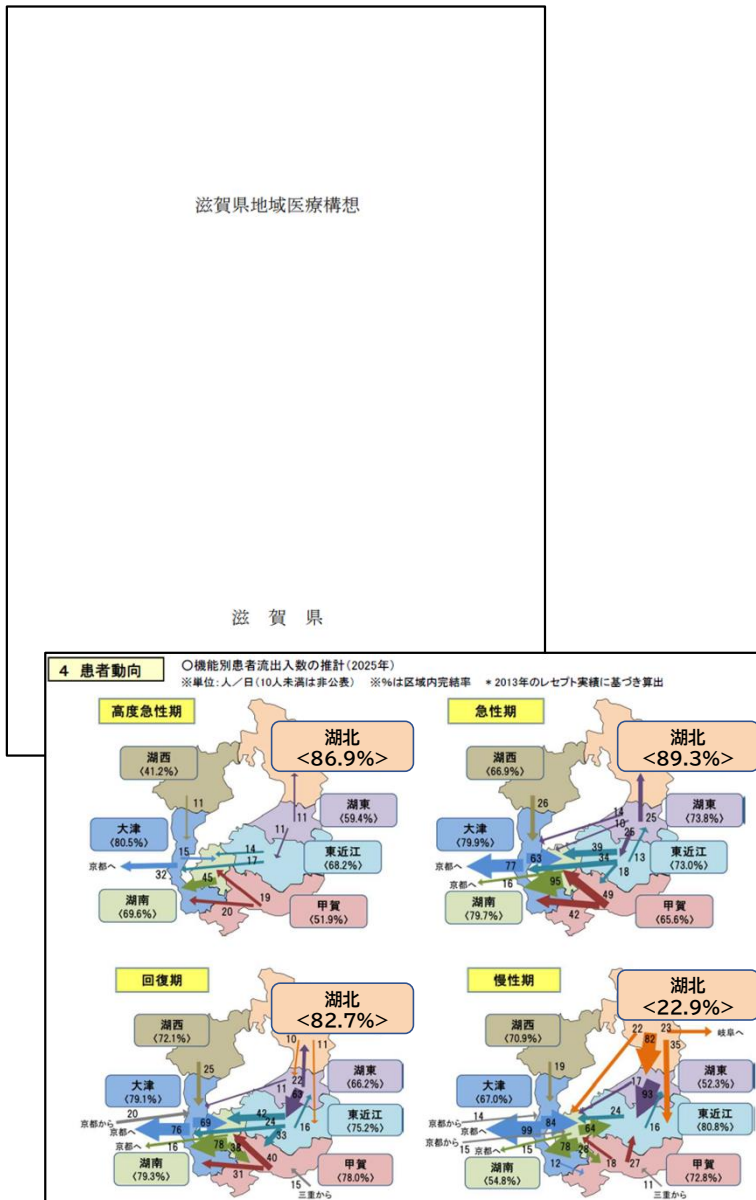 滋賀県地域医療構想
滋 賀 県
4 患者動向
○機能別患者流出入数の推計(2025年)
※単位:人／日(10人未満は非公表) ※%は区域内完結率 *2013年のレセプト実績に基づき算出
高度急性期
湖北
<86.9%>
湖西
〈41.2%〉
11
11
湖東
〈59.4%〉
11
大津
〈80.5%〉
15
14
17
東近江
〈68.2%〉
京都へ
32
45
湖南
〈69.6%〉
20
19
甲賀
〈51.9%〉
急性期
湖北
<89.3%>
湖西
〈66.9%〉
26
14
10
25
25
湖東
〈73.8%〉
大津
〈79.9%〉
63
39
34
13
東近江
〈73.0%〉
77
18
京都へ
16
95
湖南
〈79.7%〉
49
42
甲賀
〈65.6%〉
回復期
湖北
<82.7%>
10
11
湖西
〈72.1%〉
25
22
湖東
〈66.2%〉
11
63
大津
〈79.1%〉
20
京都から
69
42
24
16
東近江
〈75.2%〉
京都へ
76
33
16
78
38
湖南
〈79.3%〉
40
31
甲賀
〈78.0%〉
15
三重から
慢性期
湖北
<22.9%>
22
82
23
35
岐阜へ
湖西
〈70.9%〉
19
17
湖東
〈52.3%〉
93
大津
〈67.0%〉
14
京都から
84
24
64
16
東近江
〈80.8%〉
京都へ
99
京都から
京都へ
15
15
78
28
湖南
〈54.8%〉
12
18
27
甲賀
〈72.8%〉
11
三重から